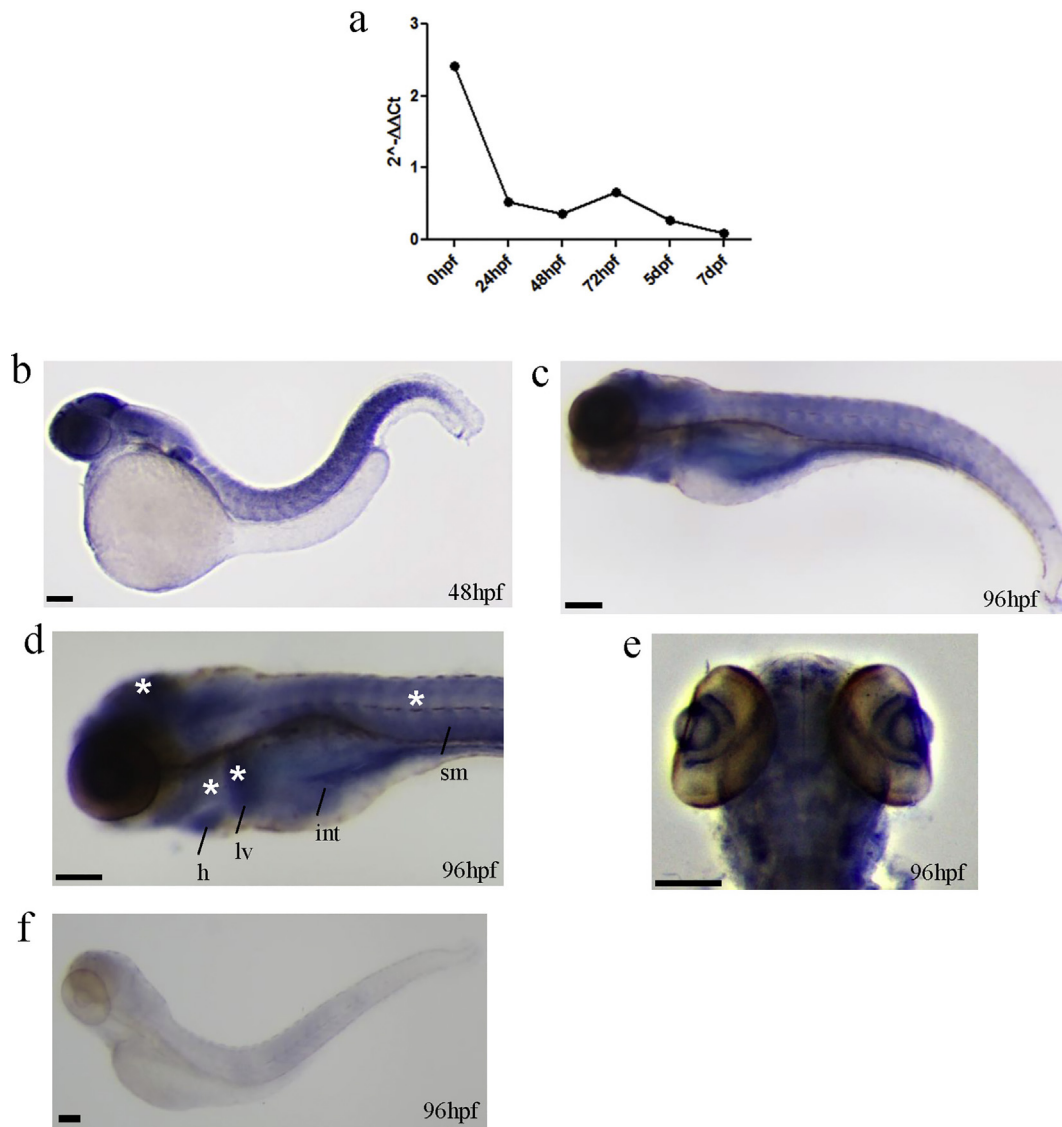 a
3
2
1
0
2^-ΔΔCt
0hpf
24hpf
48hpf
72hpf
5dpf
7dpf
b
48hpf
c
96hpf
d
*
*
*
*
sm
int
lv
h
96hpf
e
96hpf
f
96hpf